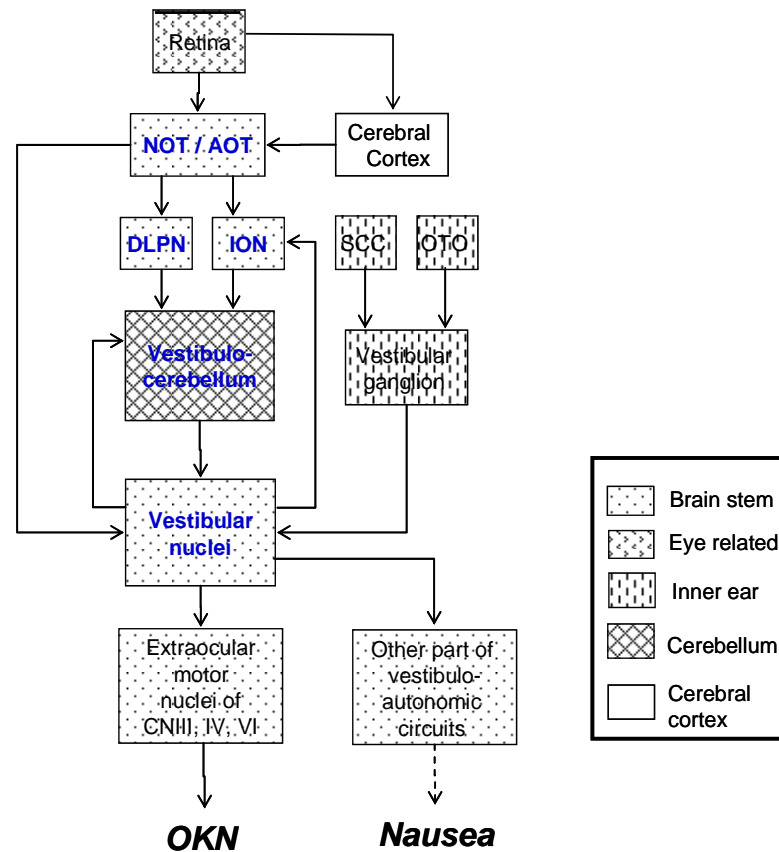 Retina
NOT / AOT
Cerebral
Cortex
DLPN
ION
SCC
OTO
Vestibulo-
cerebellum
Vestibular
ganglion
Vestibular
nuclei
Extraocular
motor
nuclei of
CNIII, IV, VI
Other part of
vestibulo-
autonomic
circuits
OKN
Nausea
Brain stem
Eye related
Inner ear
Cerebellum
Cerebral
cortex